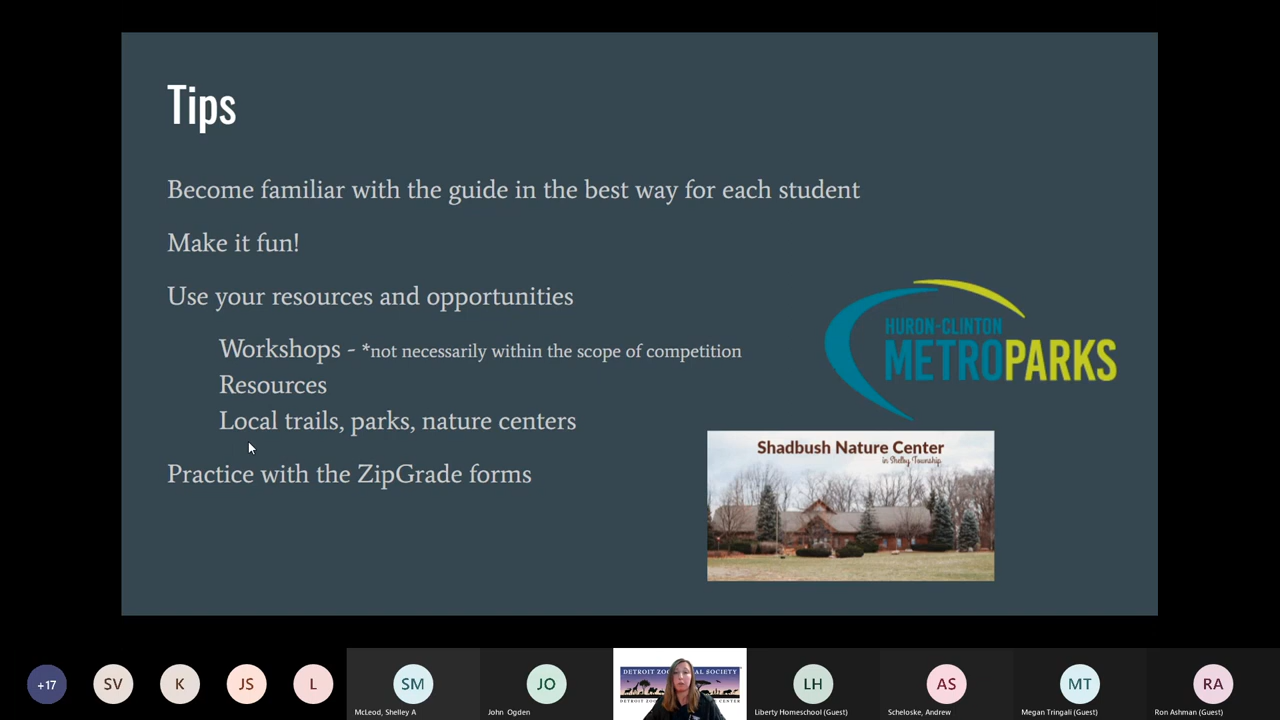 Tips
Become familiar with the guide in the best way for each student
Make it fun!
Use your resources and opportunities
Workshops - *not necessarily within the scope of competition
Resources
Local trails, parks, nature centers
Practice with the ZipGrade forms
HURON-CLINTON
METROPARKS
Shadbush Nature Center
in Shelby Township
+17
SV
K
JS
L
SM
McLeod, Shelley A
JO
John Ogden
LH
Liberty Homeschool (Guest)
AS
Scheloske, Andrew
MT
Megan Tringali (Guest)
RA
Ron Ashman (Guest)